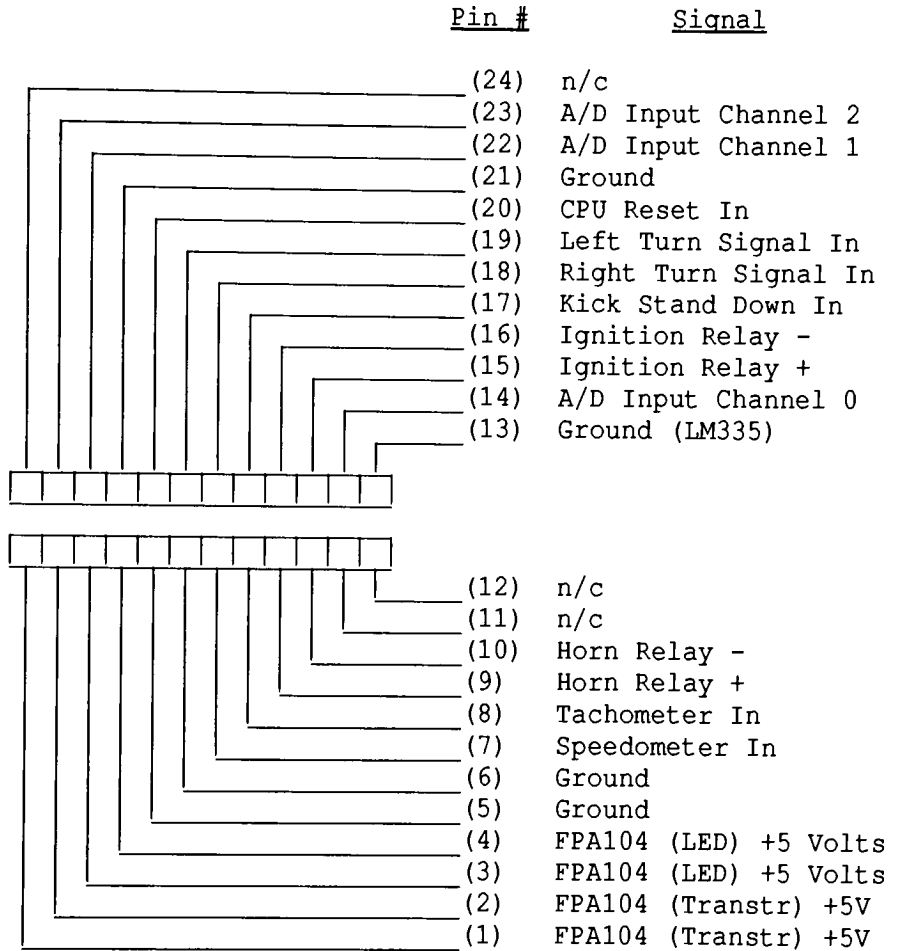 Pin # Signal
(24) n/c
(23) A/D Input Channel 2
(22) A/D Input Channel 1
(21) Ground
(20) CPU Reset In
(19) Left Turn Signal In
(18) Right Turn Signal In
(17) Kick Stand Down In
(16) Ignition Relay -
(15) Ignition Relay +
(14) A/D Input Channel 0
(13) Ground (LM335)
(12) n/c
(11) n/c
(10) Horn Relay -
(9) Horn Relay +
(8) Tachometer In
(7) Speedometer In
(6) Ground
(5) Ground
(4) FPA104 (LED) +5 Volts
(3) FPA104 (LED) +5 Volts
(2) FPA104 (Transtr) +5V
(1) FPA104 (Transtr) +5V